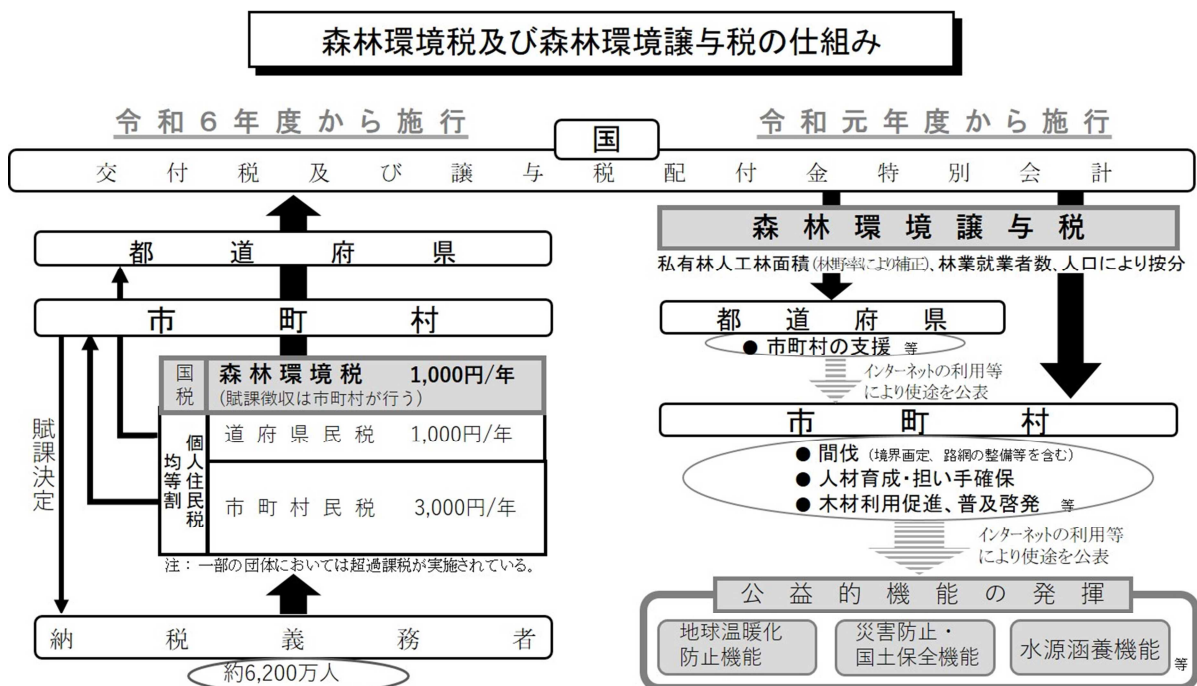 森林環境税及び森林環境譲与税の仕組み
令和６年度から施行
令和元年度から施行
国
交付税及び譲与税配付金特別会計
都道府県
市町村
賦課決定
国税
森林環境税 1,000円/年
(賦課徴収は市町村が行う)
個人住民税
均等割
道府県民税 1,000円/年
市町村民税 3,000円/年
注：一部の団体においては超過課税が実施されている。
納税義務者
約6,200万人
森林環境譲与税
私有林人工林面積(林野率により補正)、林業就業者数、人口により按分
都道府県
● 市町村の支援 等
インターネットの利用等
により使途を公表
市町村
● 間伐（境界画定、路網の整備等を含む）
● 人材育成・担い手確保
● 木材利用促進、普及啓発 等
インターネットの利用等
により使途を公表
公益的機能の発揮
地球温暖化
防止機能
災害防止・
国土保全機能
水源涵養機能
等